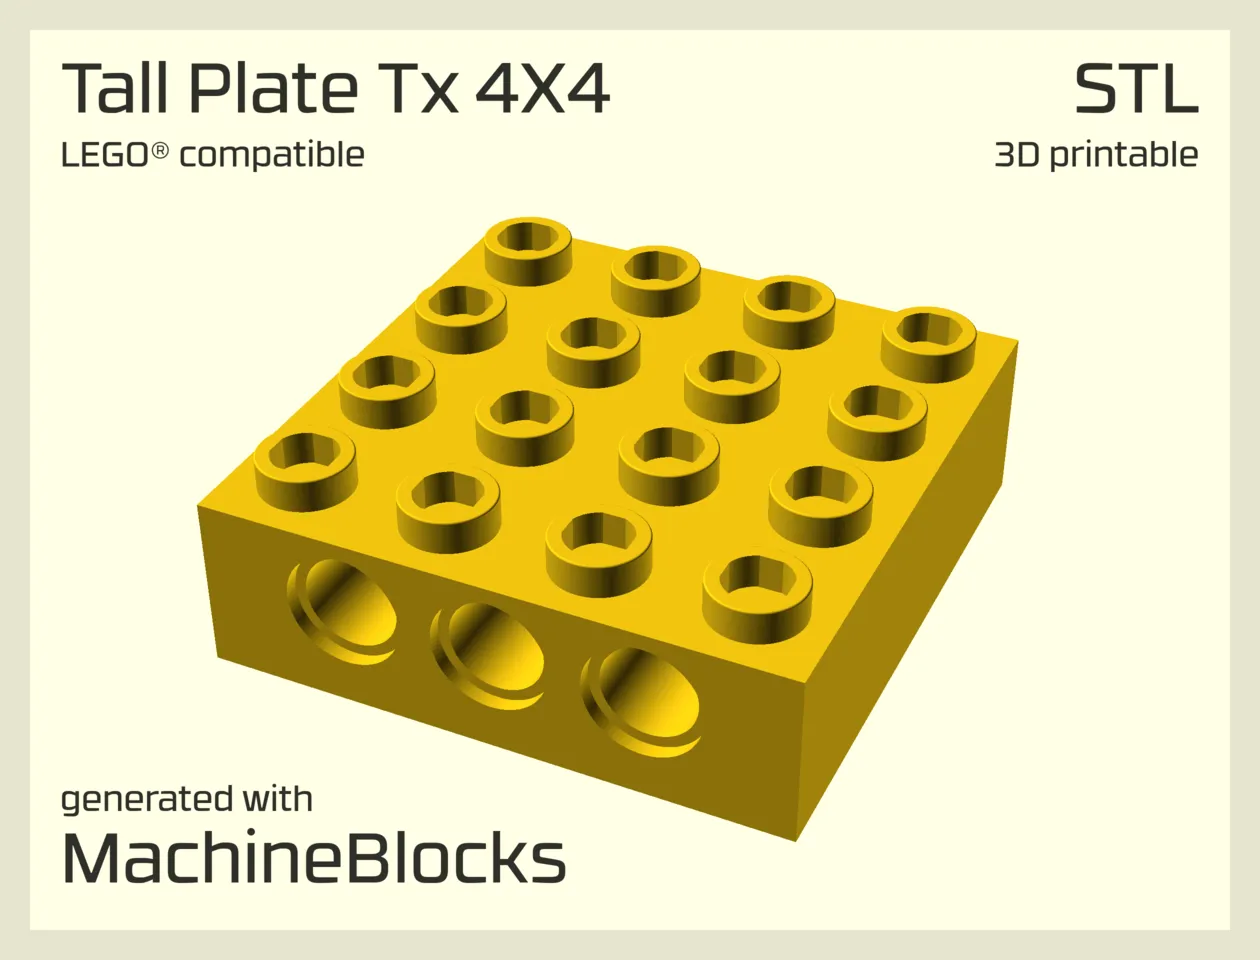 Tall Plate Tx 4X4
LEGO® compatible
STL
3D printable
generated with
MachineBlocks